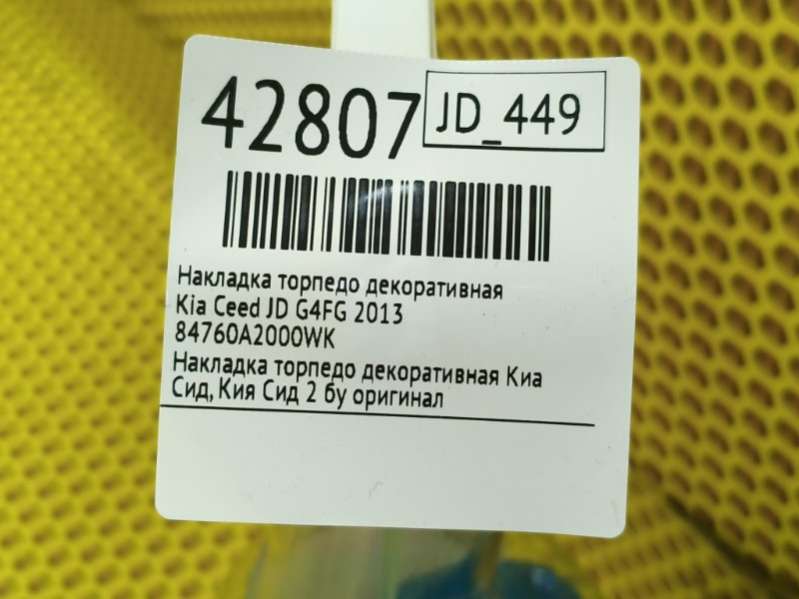 42807 JD_449
Накладка торпедо декоративная
Kia Ceed JD G4FG 2013
84760A2000WK
Накладка торпедо декоративная Киа
Сид, Кия Сид 2 бу оригинал